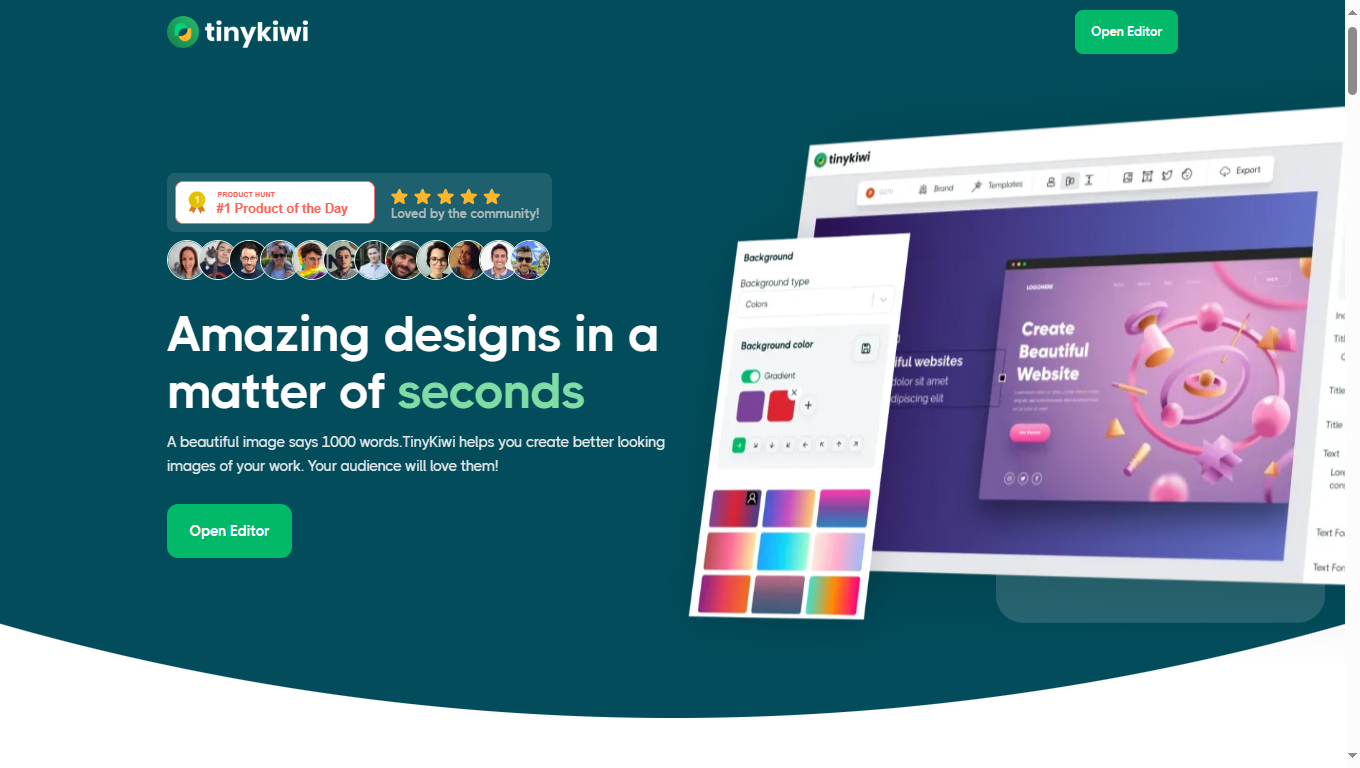 tinykiwi
Open Editor
PRODUCT HUNT
#1 Product of the Day
Loved by the community!
Amazing designs in a
matter of seconds
A beautiful image says 1000 words.TinyKiwi helps you create better looking
images of your work. Your audience will love them!
Open Editor
tinykiwi
Brand
Templates
Export
Background
Background type
Colors
Background color
Gradient
iful websites
dolor sit amet
dipiscing elit
LOGOHERE
Log In
Create
Beautiful
Website
Title
Title
Text
Text Fo
Text Fon